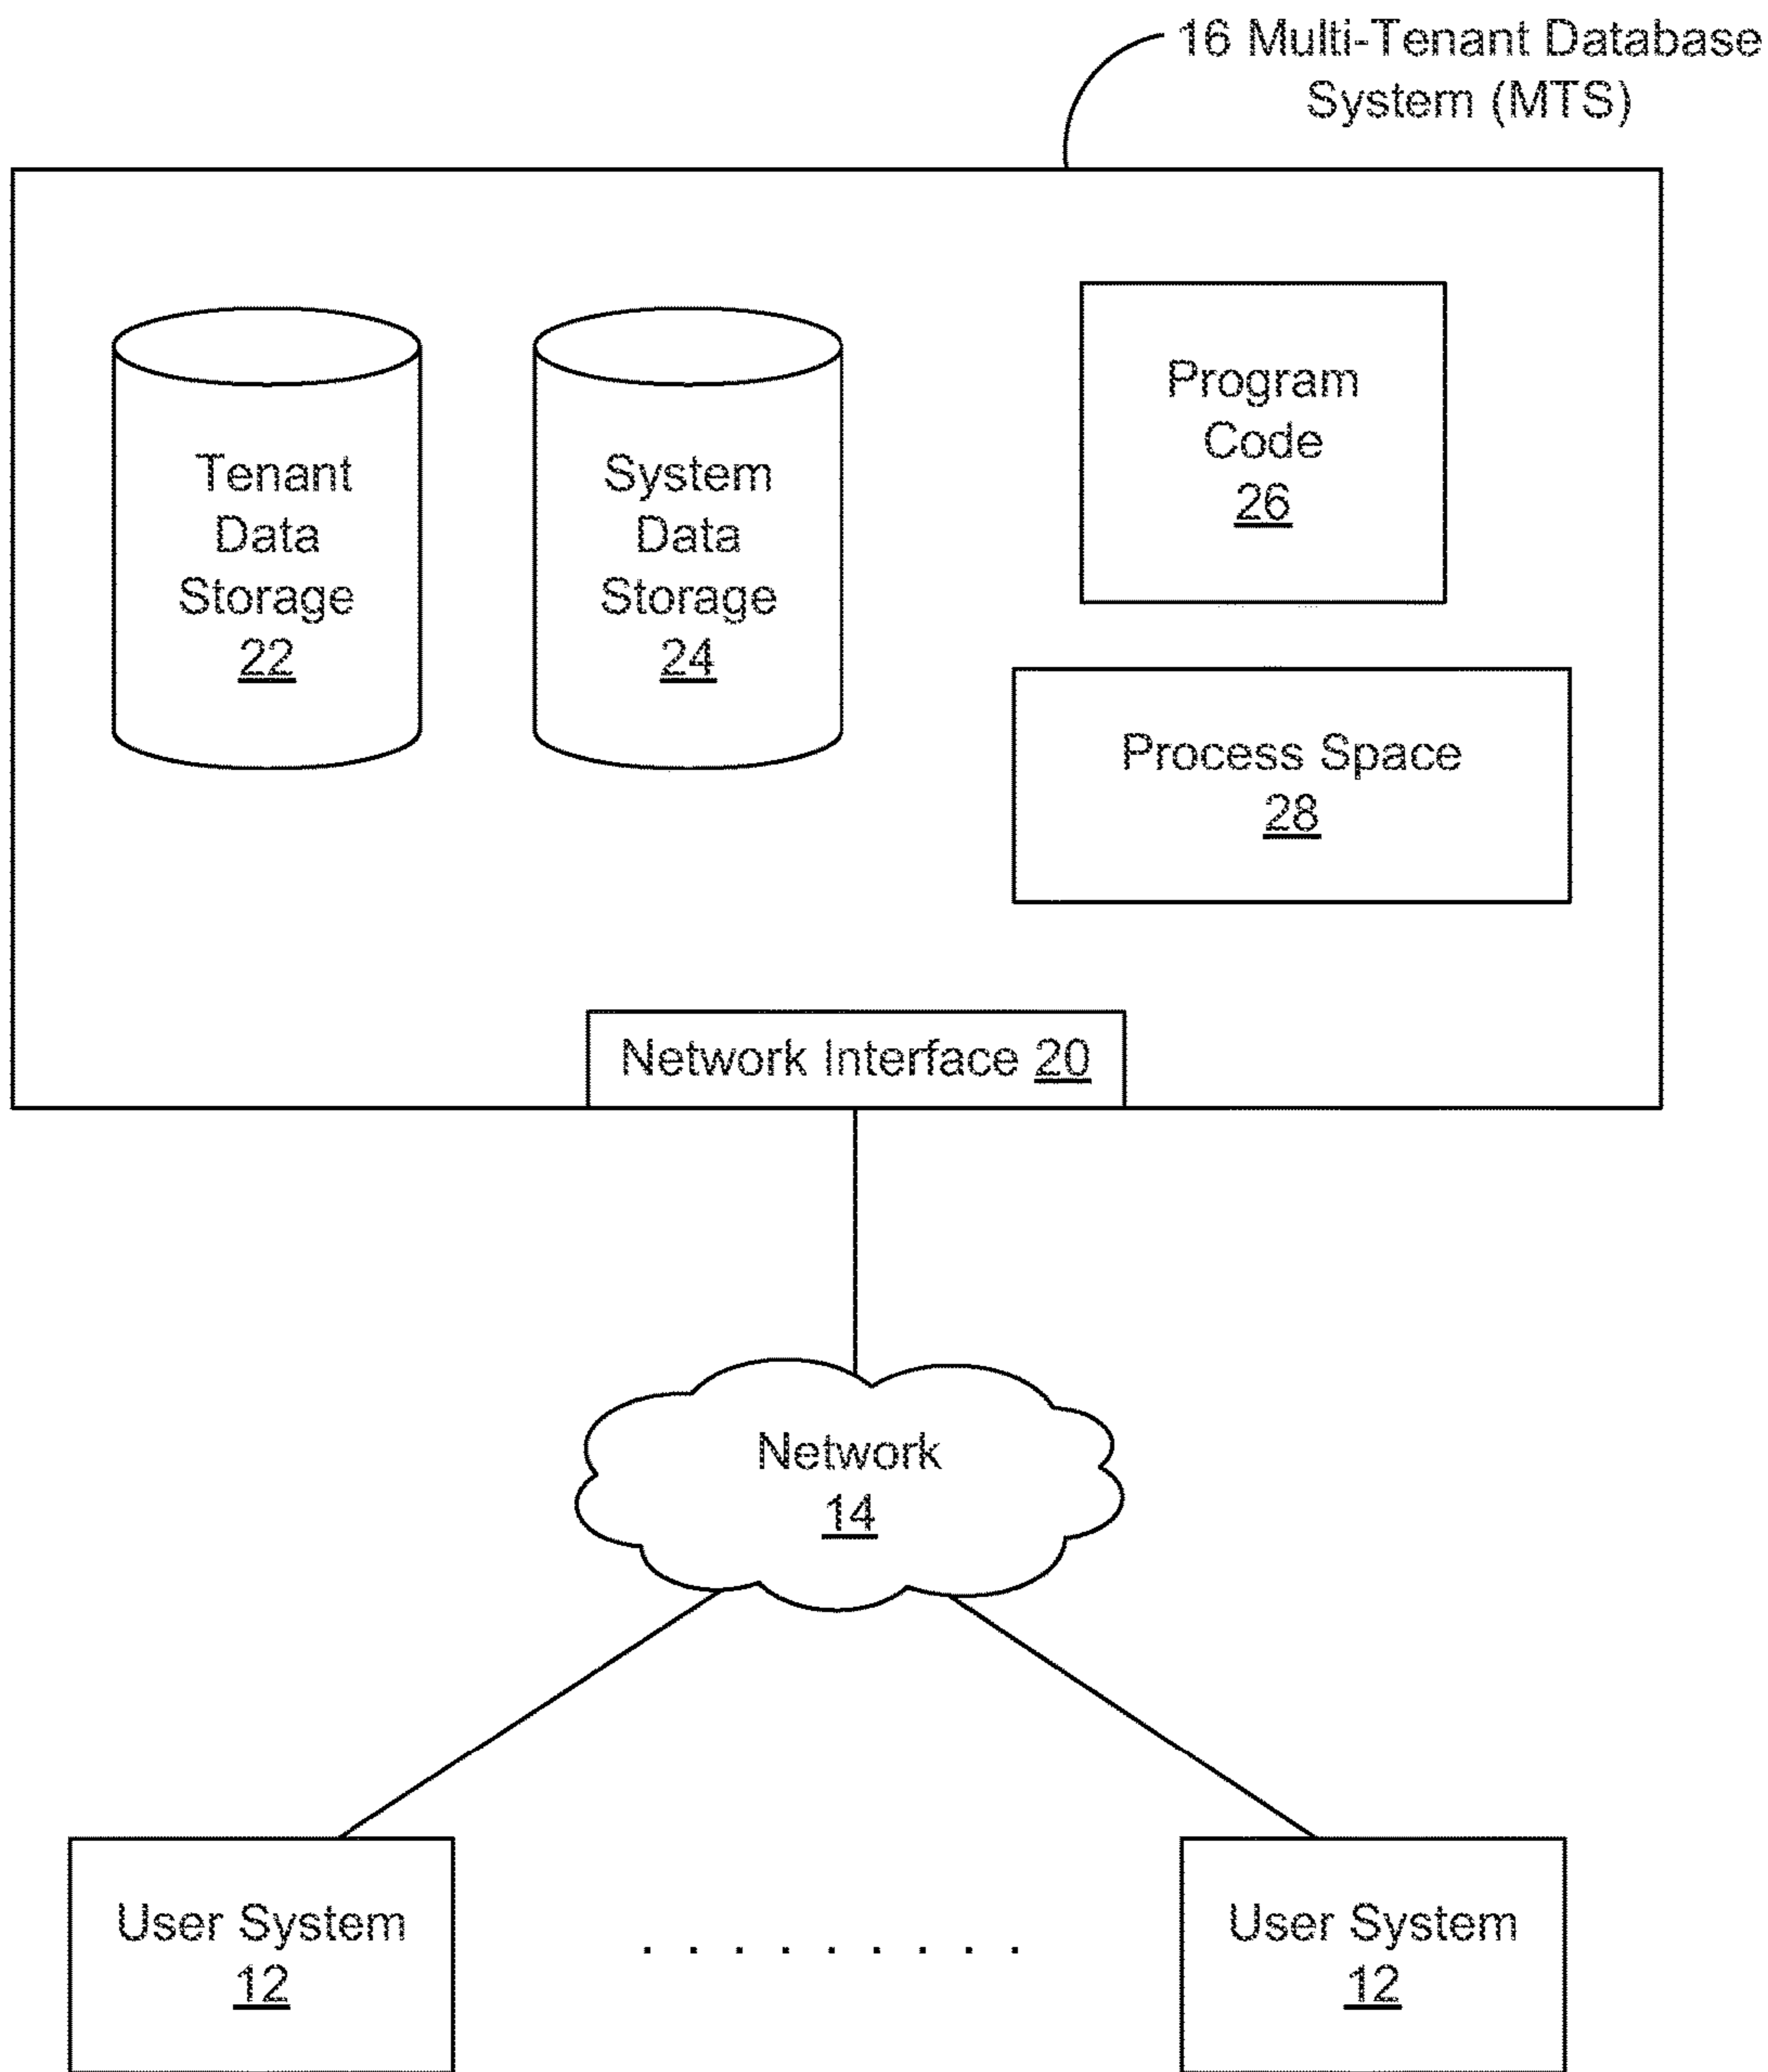 16 Multi-Tenant Database
System (MTS)
Tenant
Data
Storage
22
System
Data
Storage
24
Program
Code
26
Process Space
28
Network Interface 20
Network
14
User System
12
. . . . . . . . .
User System
12